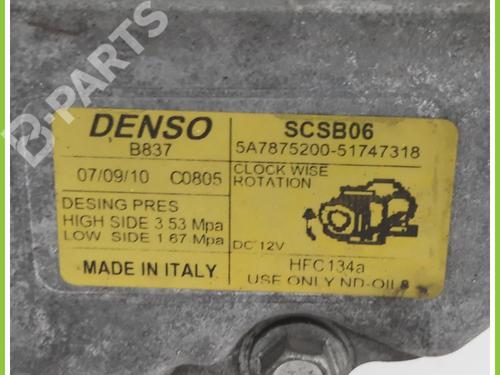 B-PARTS
DENSO
B837
07/09/10 C0805
DESING PRES
HIGH SIDE 3.53 Mpa
LOW SIDE 1.67 Mpa
MADE IN ITALY
SCSB06
5A7875200-51747318
CLOCK WISE
ROTATION
DC 12V
HFC134a
USE ONLY ND-OIL8